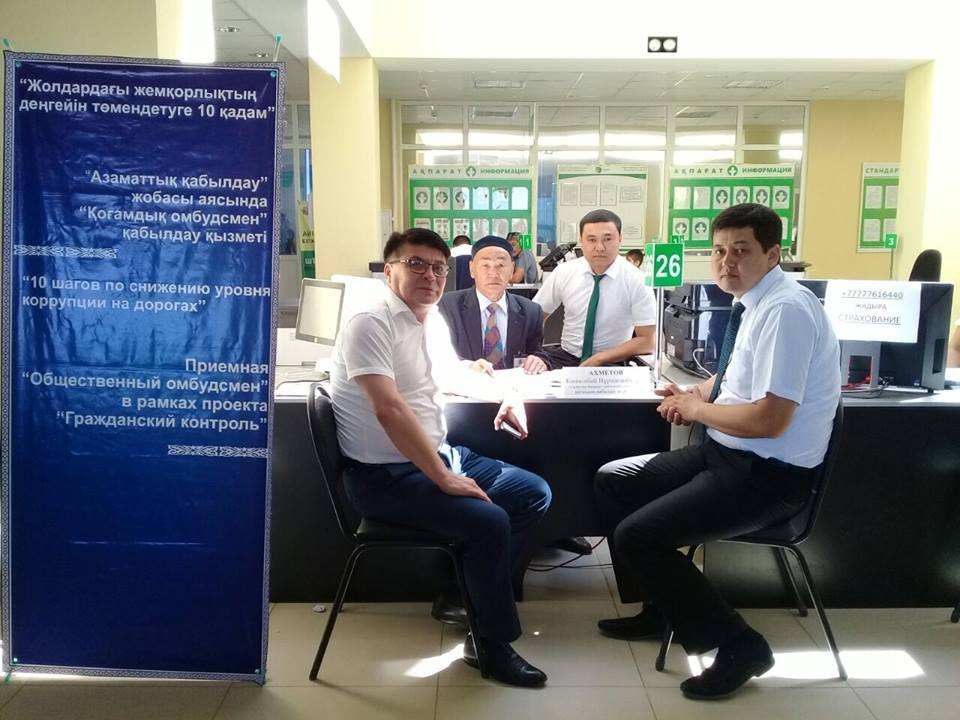 “Жолдардағы жемқорлықтың
деңгейін төмендетуге 10 қадам”
“Азаматтық қабылдау”
жобасы аясында
“Қоғамдық омбудсмен”
қабылдау қызметі
“10 шагов по снижению уровня
коррупции на дорогах”
Приемная
“Общественный омбудсмен”
в рамках проекта
“Гражданский контроль”
АҚПАРАТ ИНФОРМАЦИЯ
АҚПАРАТ ИНФОРМАЦИЯ
СТАНДАР
1
2
3
26
+77777616440
ЖАДЫРА
СТРАХОВАНИЕ
АХМЕТОВ